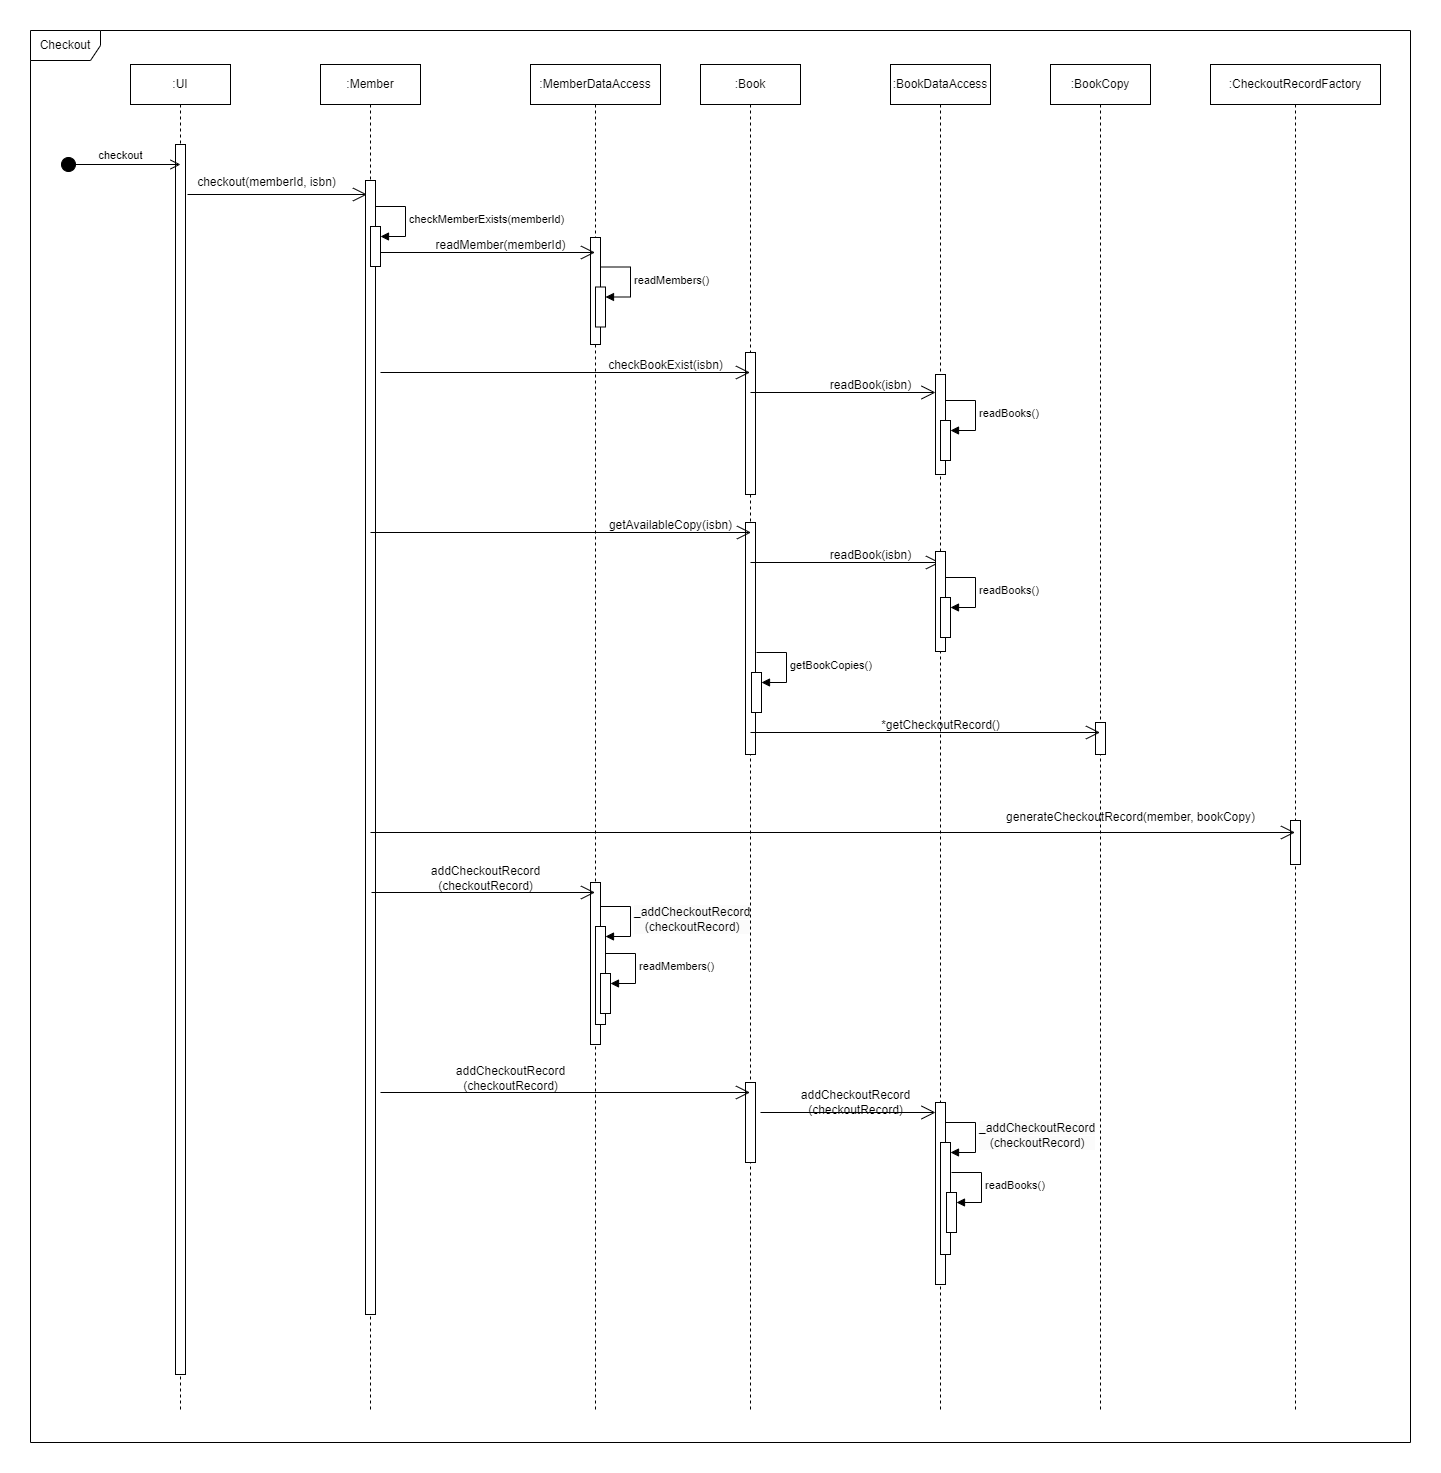 Checkout
:UI
:Member
:MemberDataAccess
:Book
:BookDataAccess
:BookCopy
:CheckoutRecordFactory
checkout
checkout(memberId, isbn)
checkMemberExists(memberId)
readMember(memberId)
readMembers()
checkBookExist(isbn)
readBook(isbn)
readBooks()
getAvailableCopy(isbn)
readBook(isbn)
readBooks()
getBookCopies()
*getCheckoutRecord()
generateCheckoutRecord(member, bookCopy)
addCheckoutRecord
(checkoutRecord)
_addCheckoutRecord
(checkoutRecord)
readMembers()
addCheckoutRecord
(checkoutRecord)
addCheckoutRecord
(checkoutRecord)
_addCheckoutRecord
(checkoutRecord)
readBooks()